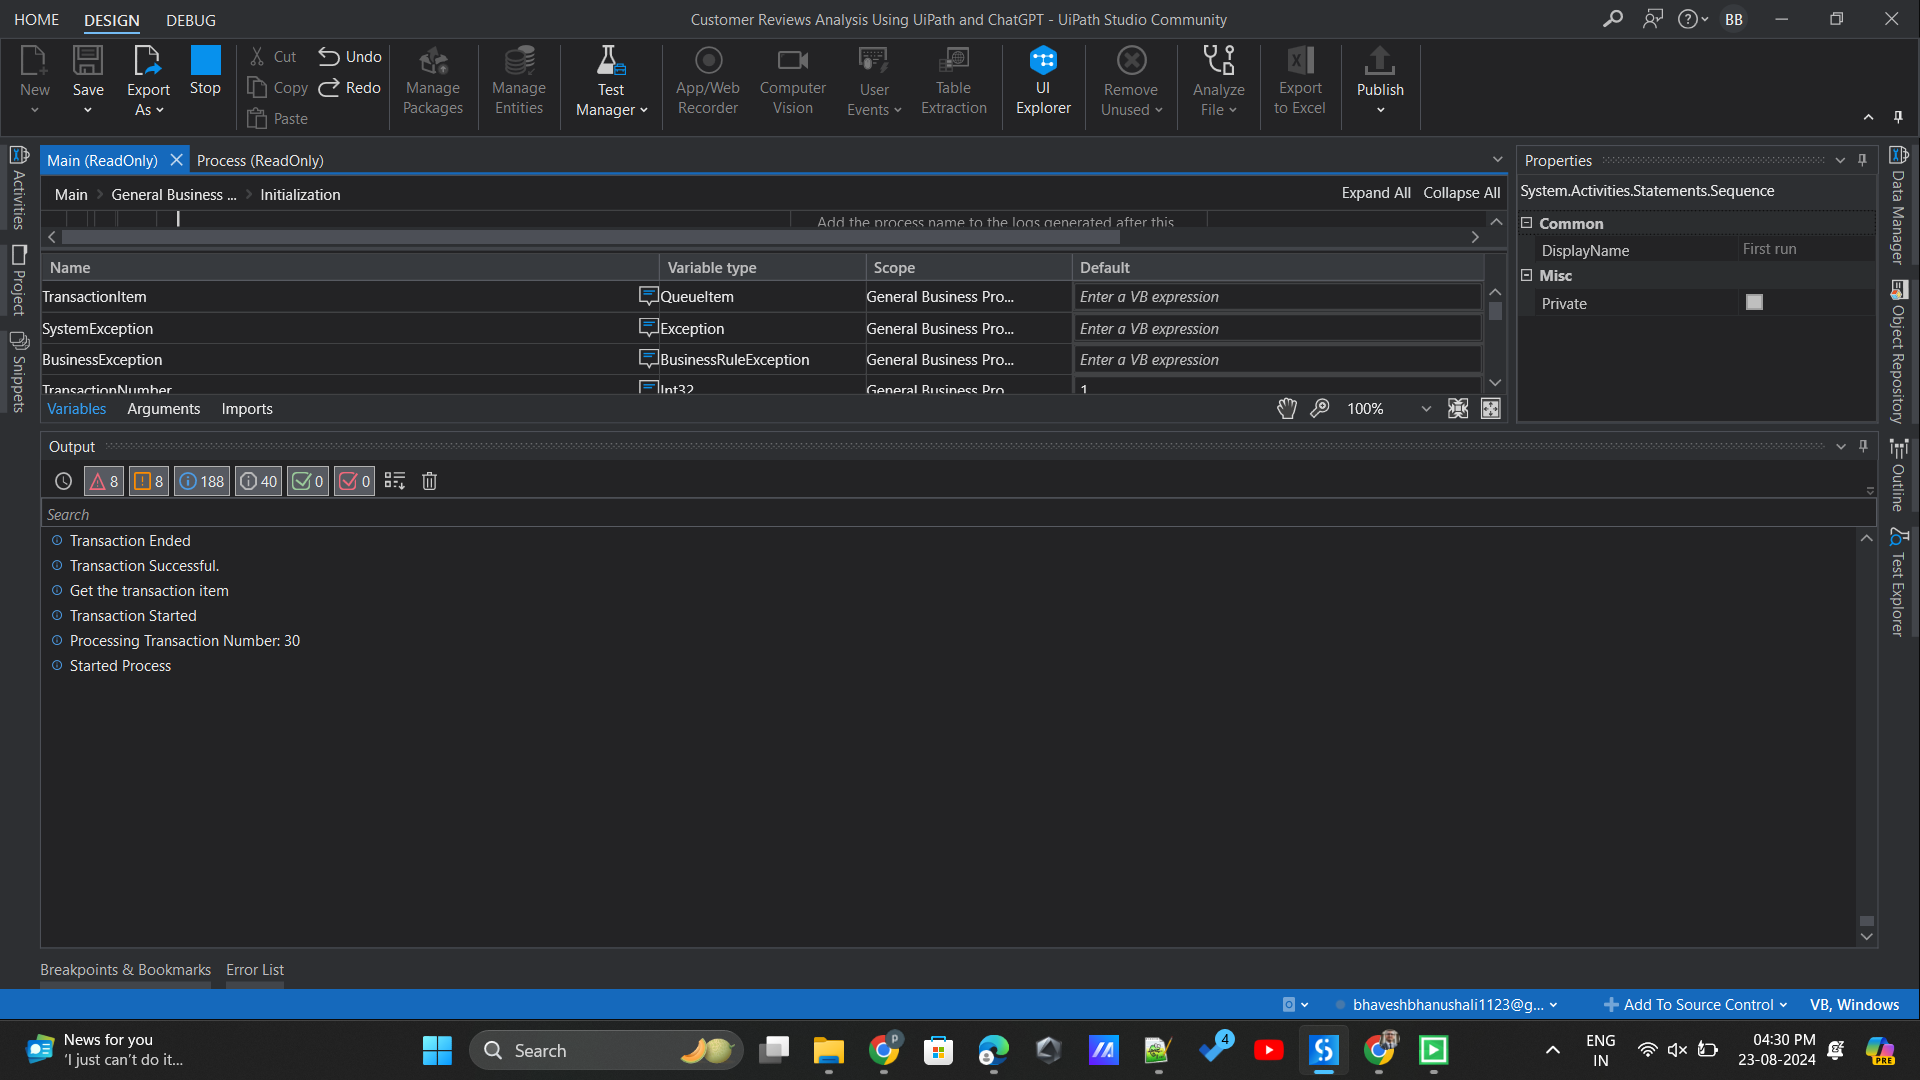 HOME
DESIGN
DEBUG
Customer Reviews Analysis Using UiPath and ChatGPT - UiPath Studio Community
BB
New
Save
Export As
Stop
Cut
Copy
Paste
Undo
Redo
Manage Packages
Manage Entities
Test Manager
App/Web Recorder
Computer Vision
User Events
Table Extraction
UI Explorer
Remove Unused
Analyze File
Export to Excel
Publish
Activities
Project
Snippets
Main (ReadOnly)
Process (ReadOnly)
Main
General Business ...
Initialization
Expand All
Collapse All
Add the process name to the logs generated after this
Name Variable type Scope Default
TransactionItem QueueItem General Business Pro... Enter a VB expression
SystemException Exception General Business Pro... Enter a VB expression
BusinessException BusinessRuleException General Business Pro... Enter a VB expression
TransactionNumber Int32 General Business Pro 1
Variables Arguments Imports
100%
Properties
System.Activities.Statements.Sequence
Common
DisplayName First run
Misc
Private
Data Manager
Object Repository
Outline
Test Explorer
Output
8 8 188 40 0 0
Search
Transaction Ended
Transaction Successful.
Get the transaction item
Transaction Started
Processing Transaction Number: 30
Started Process
Breakpoints & Bookmarks Error List
bhaveshbhanushali1123@g...
Add To Source Control
VB, Windows
News for you
'I just can't do it...
Search
P
4
PRE
ENG
IN
04:30 PM
23-08-2024